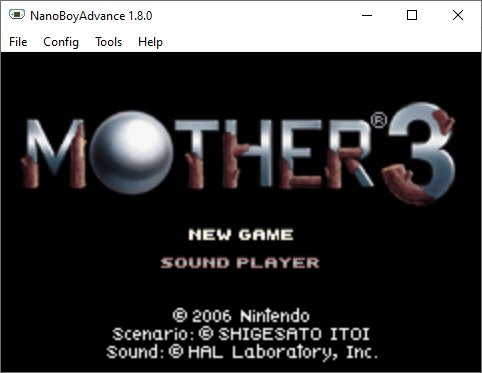 NanoBoyAdvance 1.8.0
File Config Tools Help
MOTHER® 3
NEW GAME
SOUND PLAYER
© 2006 Nintendo
Scenario: © SHIGESATO ITOI
Sound: © HAL Laboratory, Inc.